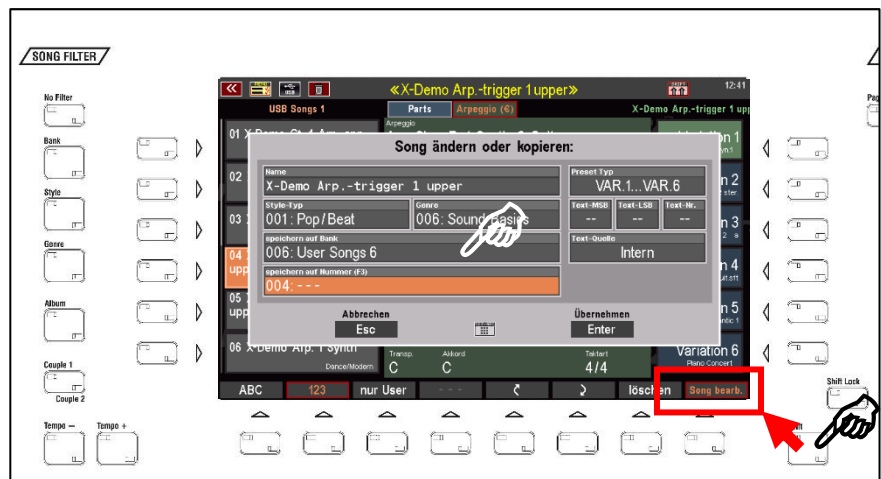 SONG FILTER
No Filter
Bank
Style
Genre
Album
Couple 1
Couple 2
Tempo –
Tempo +
«X-Demo Arp.-trigger 1 upper»
SHIFT
12:41
USB Songs 1
Parts
Arpeggio (€)
X-Demo Arp.-trigger 1 upp
Arpeggio
01
n 1
Song ändern oder kopieren:
02
n 2
03
n 3
04
upp
n 4
05
upp
n 5
Name
X-Demo Arp.-trigger 1 upper
Preset Typ
VAR.1...VAR.6
Style-Typ
001: Pop/Beat
Genre
006: Sound Basics
Text-MSB
--
Text-LSB
--
Text-Nr.
--
speichern auf Bank
006: User Songs 6
Text-Quelle
Intern
speichern auf Nummer (F3)
004: ---
Abbrechen
Esc
Übernehmen
Enter
06 X-Demo Arp. 1 Synth
Dance/Modern
Transp.
C
Akkord
C
Taktart
4/4
Variation 6
Piano Concert
ABC
123
nur User
---
löschen
Song bearb.
Shift Lock
Pag